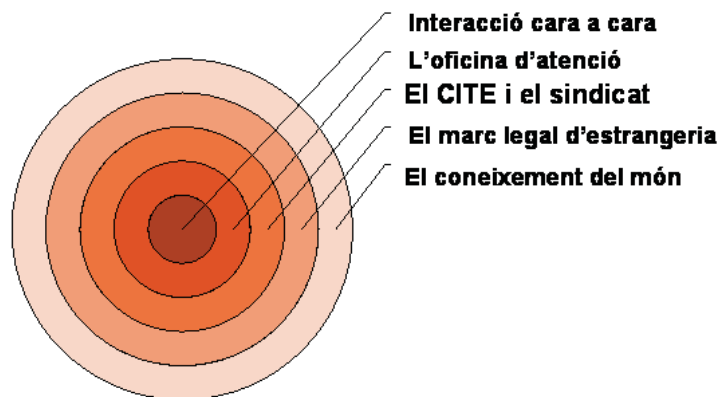 Interacció cara a cara
L'oficina d'atenció
El CITE i el sindicat
El marc legal d'estrangeria
El coneixement del món